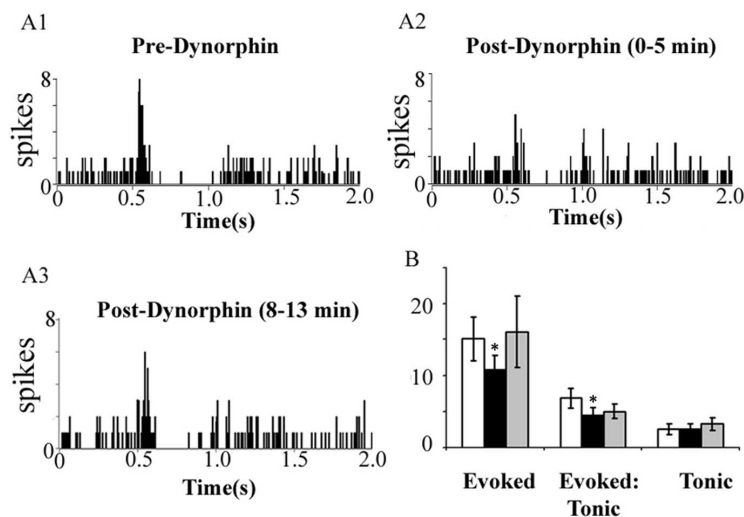 A1
Pre-Dynorphin
8
spikes
0
0 0.5 1.0 1.5 2.0
Time(s)
A2
Post-Dynorphin (0-5 min)
8
spikes
0
0 0.5 1.0 1.5 2.0
Time(s)
A3
Post-Dynorphin (8-13 min)
8
spikes
0
0 0.5 1.0 1.5 2.0
Time(s)
B
20
10
0
* *
Evoked Evoked: Tonic
Tonic